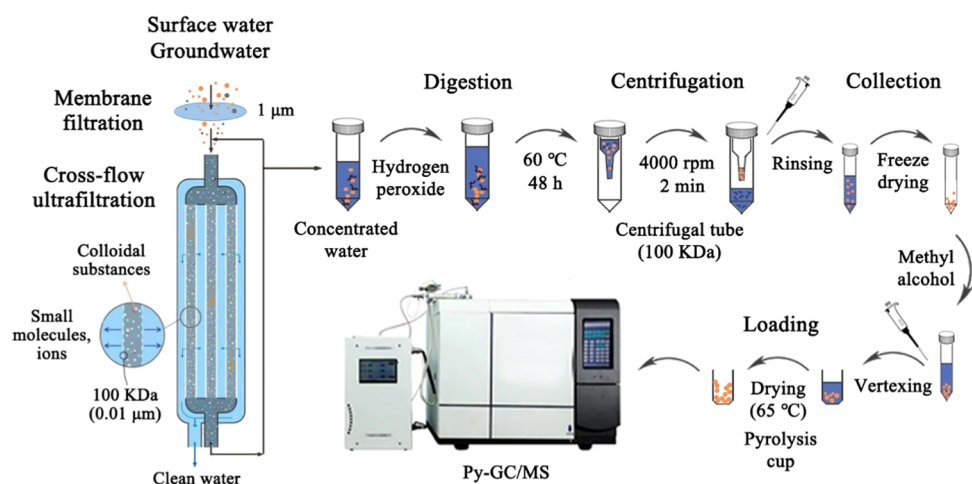 Surface water
Groundwater
Membrane
filtration
1 μm
Cross-flow
ultrafiltration
Colloidal
substances
Small
molecules,
ions
100 KDa
(0.01 μm)
Clean water
Concentrated
water
Digestion
Hydrogen
peroxide
60 ℃
48 h
Centrifugation
4000 rpm
2 min
Centrifugal tube
(100 KDa)
Rinsing
Collection
Freeze
drying
Methyl
alcohol
Vertexing
Loading
Drying
(65 ℃)
Pyrolysis
cup
Py-GC/MS